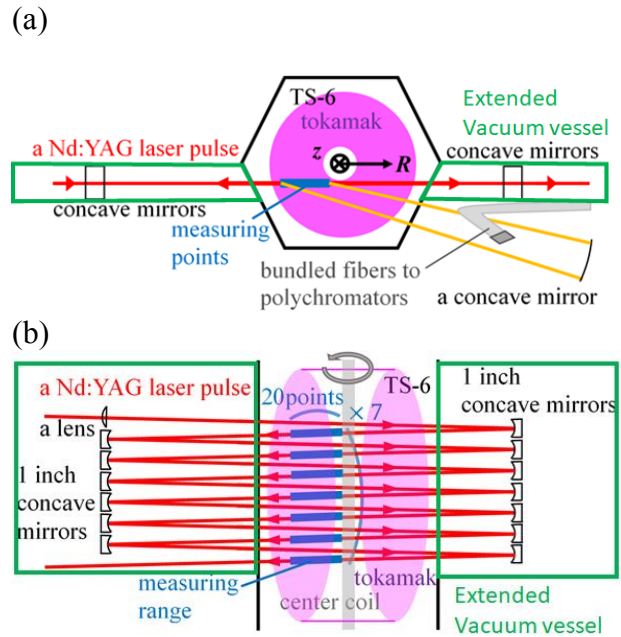 (a)
TS-6
tokamak
z
R
Extended
Vacuum vessel
a Nd:YAG laser pulse
concave mirrors
concave mirrors
measuring
points
bundled fibers to
polychromators
a concave mirror
(b)
a Nd:YAG laser pulse
a lens
1 inch
concave
mirrors
20points
× 7
TS-6
1 inch
concave mirrors
measuring
range
center coil
tokamak
Extended
Vacuum vessel